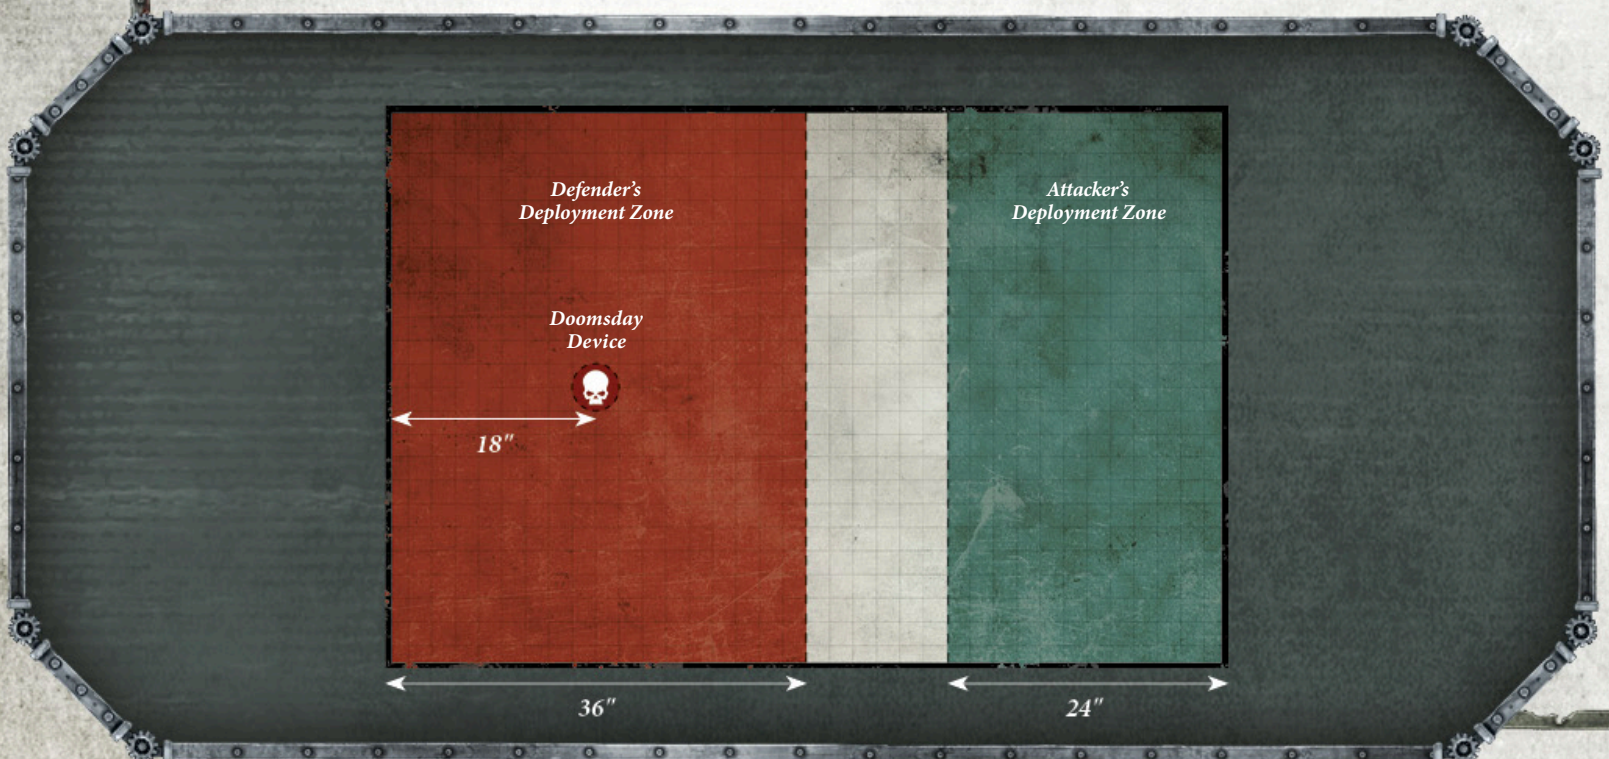 Defender’s
Deployment Zone
Attacker’s
Deployment Zone
Doomsday
Device
18"
36"
24"